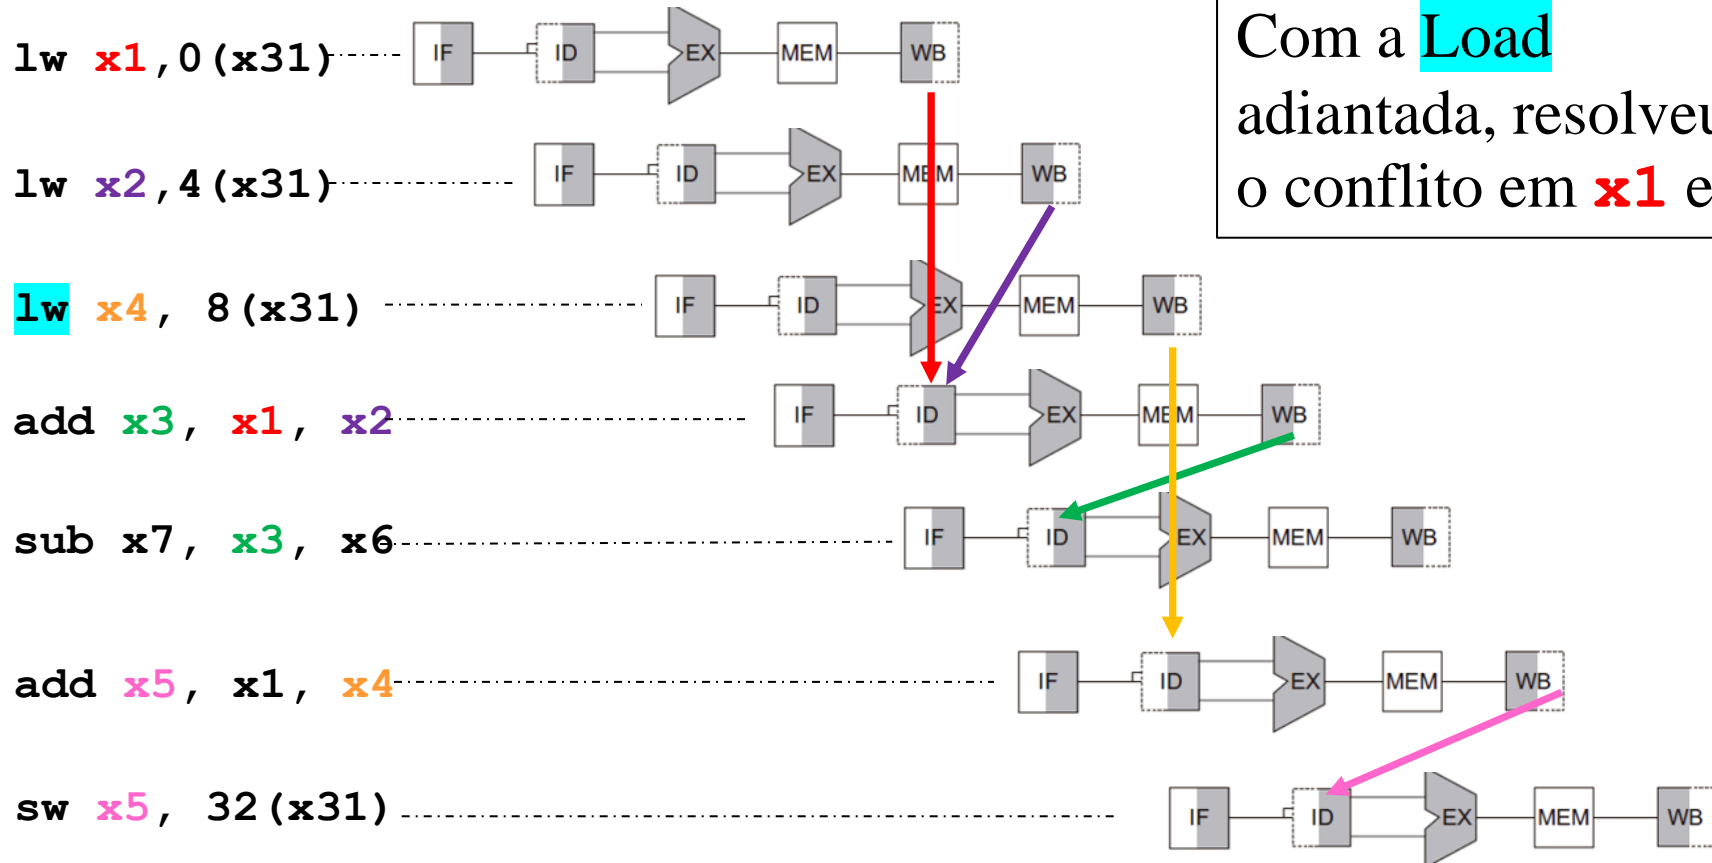 lw x1,0(x31) IF ID EX MEM WB
Com a Load
adiantada, resolveu
o conflito em x1 e
lw x2,4(x31) IF ID EX MEM WB
lw x4, 8(x31) IF ID EX MEM WB
add x3, x1, x2 IF ID EX MEM WB
sub x7, x3, x6 IF ID EX MEM WB
add x5, x1, x4 IF ID EX MEM WB
sw x5, 32(x31) IF ID EX MEM WB